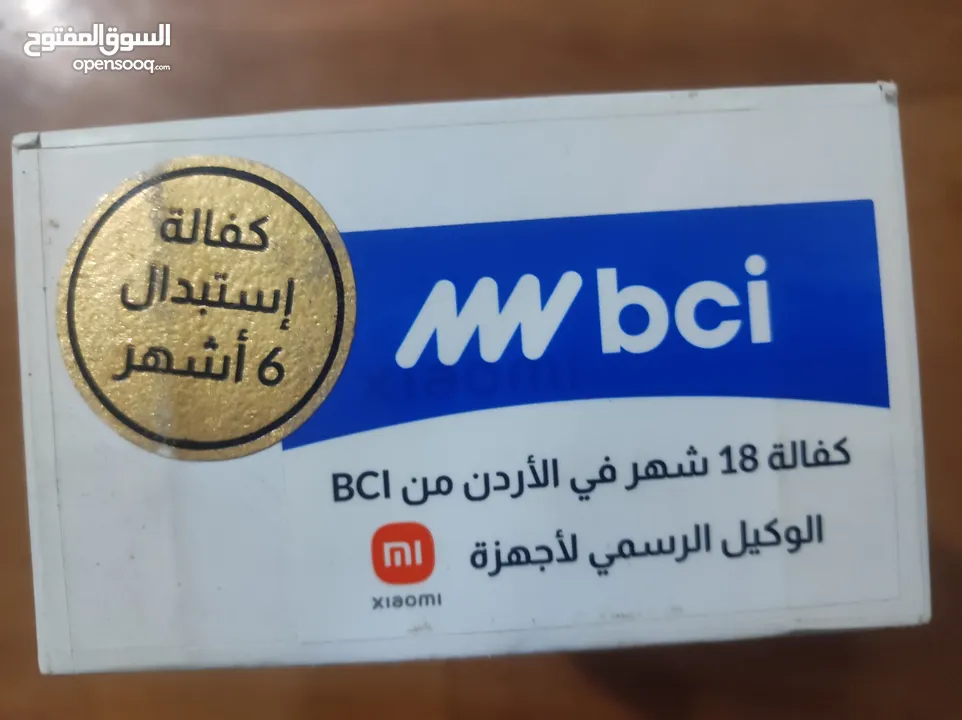 السوق المفتوح
opensooq.com
كفالة
إستبدال
6 أشهر
bci
xiaomi
كفالة 18 شهر في الأردن من BCI
الوكيل الرسمي لأجهزة
mi
xiaomi